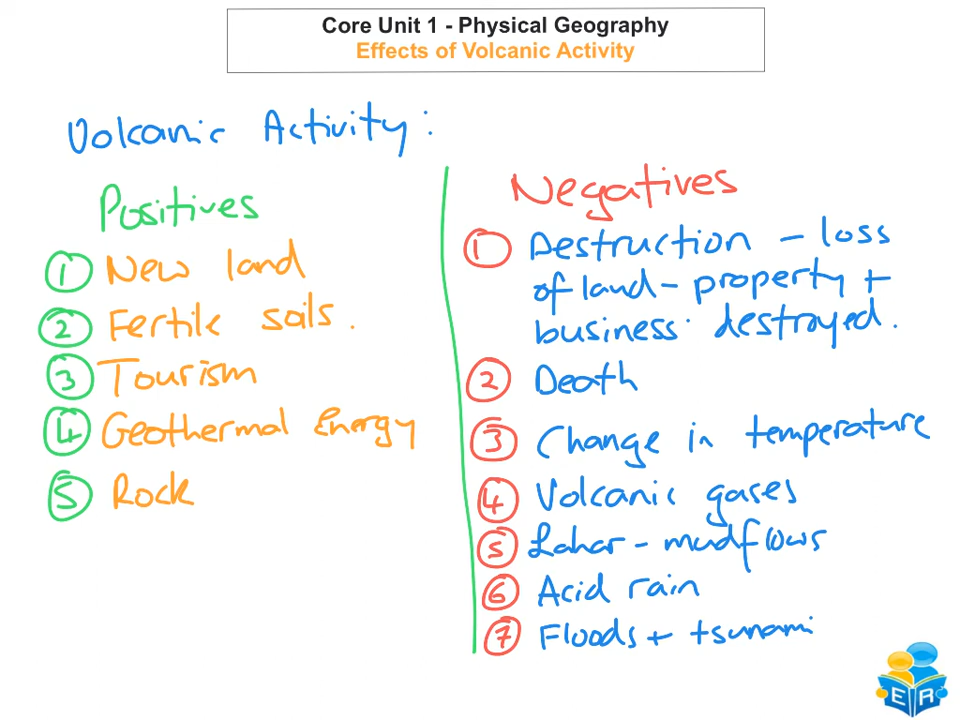 Core Unit 1 - Physical Geography
Effects of Volcanic Activity
Volcanic Activity:
Positives
① New land
② Fertile soils.
③ Tourism
④ Geothermal Energy
⑤ Rock
Negatives
① Destruction - loss
of land - property +
business destroyed.
② Death
③ Change in temperature
④ Volcanic gases
⑤ Lahar - mudflows
⑥ Acid rain
⑦ Floods + tsunami
E R